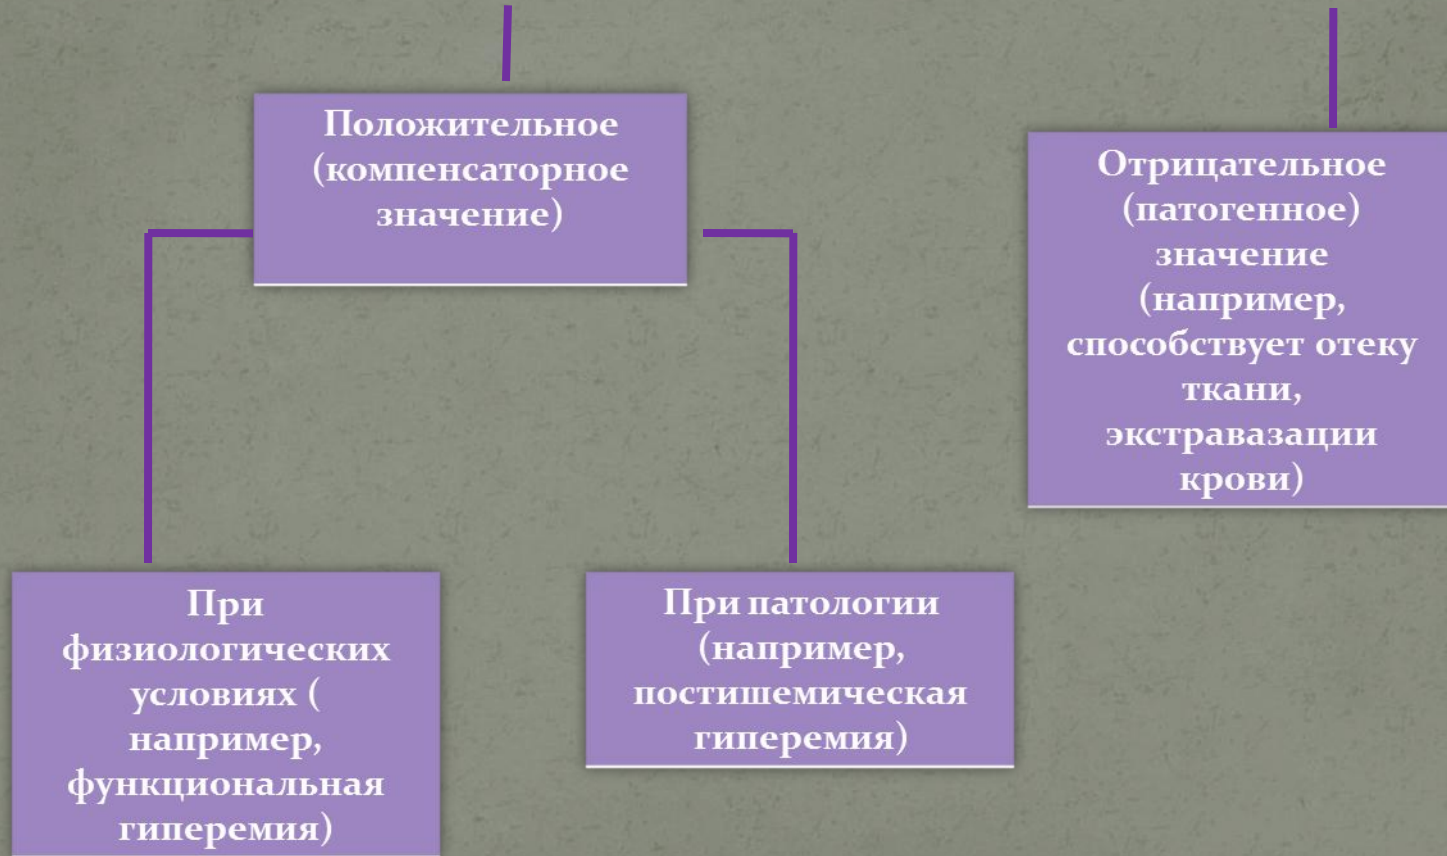 Положительное
(компенсаторное
значение)
Отрицательное
(патогенное)
значение
(например,
способствует отеку
ткани,
экстравазации
крови)
При
физиологических
условиях (
например,
функциональная
гиперемия)
При патологии
(например,
постишемическая
гиперемия)